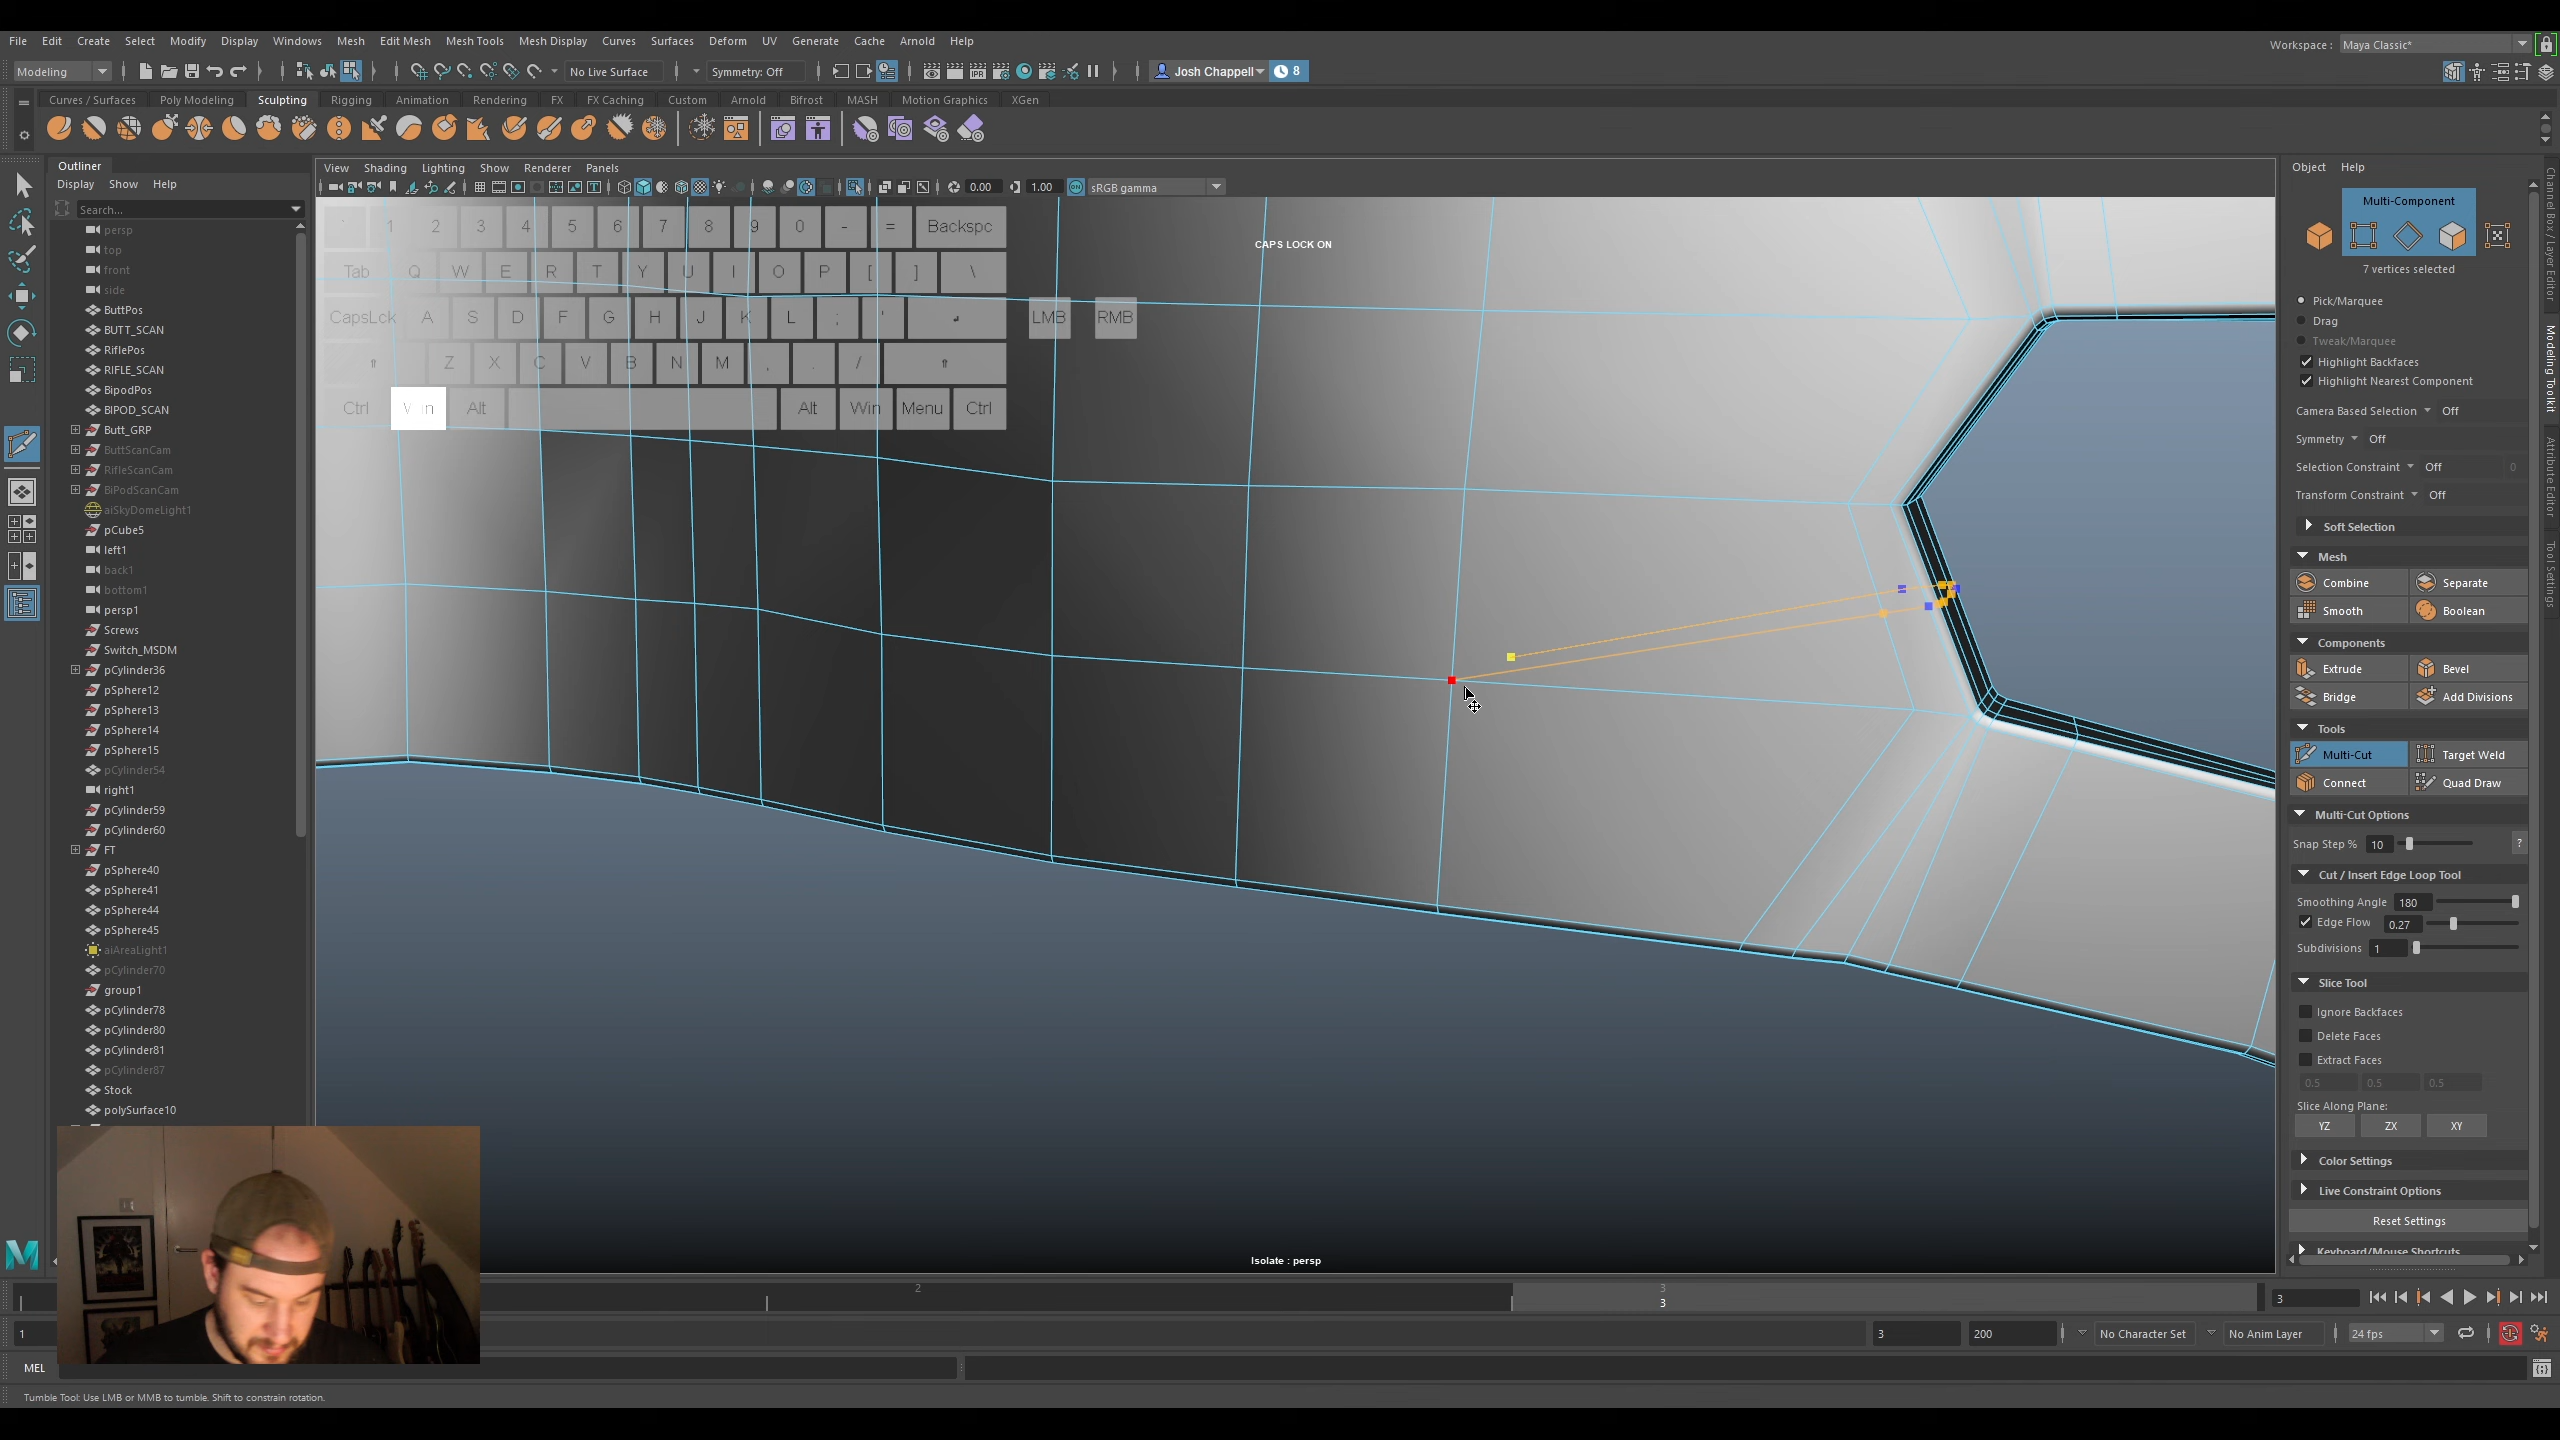 File Edit Create Select Modify Display Windows Mesh Edit Mesh Mesh Tools Mesh Display Curves Surfaces Deform UV Generate Cache Arnold Help
Workspace : Maya Classic*
Modeling No Live Surface Symmetry: Off Josh Chappell 8
Curves / Surfaces Poly Modeling Sculpting Rigging Animation Rendering FX FX Caching Custom Arnold Bifrost MASH Motion Graphics XGen
Outliner
Display Show Help
Search...
persp
top
front
side
ButtPos
BUTT_SCAN
RiflePos
RIFLE_SCAN
BipodPos
BIPOD_SCAN
Butt_GRP
ButtScanCam
RifleScanCam
BiPodScanCam
aiSkyDomeLight1
pCube5
left1
back1
bottom1
persp1
Screws
Switch_MSDM
pCylinder36
pSphere12
pSphere13
pSphere14
pSphere15
pCylinder54
right1
pCylinder59
pCylinder60
FT
pSphere40
pSphere41
pSphere44
pSphere45
aiAreaLight1
pCylinder70
group1
pCylinder78
pCylinder80
pCylinder81
pCylinder87
Stock
polySurface10
View Shading Lighting Show Renderer Panels
0.00 1.00 sRGB gamma
` 1 2 3 4 5 6 7 8 9 0 - = Backspc
Tab Q W E R T Y U I O P [ ] \
CapsLck A S D F G H J K L ; ' LMB RMB
Z X C V B N M , . /
Ctrl Win Alt Alt Win Menu Ctrl
CAPS LOCK ON
Isolate : persp
Object Help
Multi-Component
7 vertices selected
Pick/Marquee
Drag
Tweak/Marquee
Highlight Backfaces
Highlight Nearest Component
Camera Based Selection Off
Symmetry Off
Selection Constraint Off 0
Transform Constraint Off
Soft Selection
Mesh
Combine Separate
Smooth Boolean
Components
Extrude Bevel
Bridge Add Divisions
Tools
Multi-Cut Target Weld
Connect Quad Draw
Multi-Cut Options
Snap Step % 10 ?
Cut / Insert Edge Loop Tool
Smoothing Angle 180
Edge Flow 0.27
Subdivisions 1
Slice Tool
Ignore Backfaces
Delete Faces
Extract Faces
0.5 0.5 0.5
Slice Along Plane:
YZ ZX XY
Color Settings
Live Constraint Options
Reset Settings
Keyboard/Mouse Shortcuts
Channel Box / Layer Editor
Modeling Toolkit
Attribute Editor
Tool Settings
2 3
3 3
1 3 200 No Character Set No Anim Layer 24 fps
MEL
Tumble Tool: Use LMB or MMB to tumble. Shift to constrain rotation.